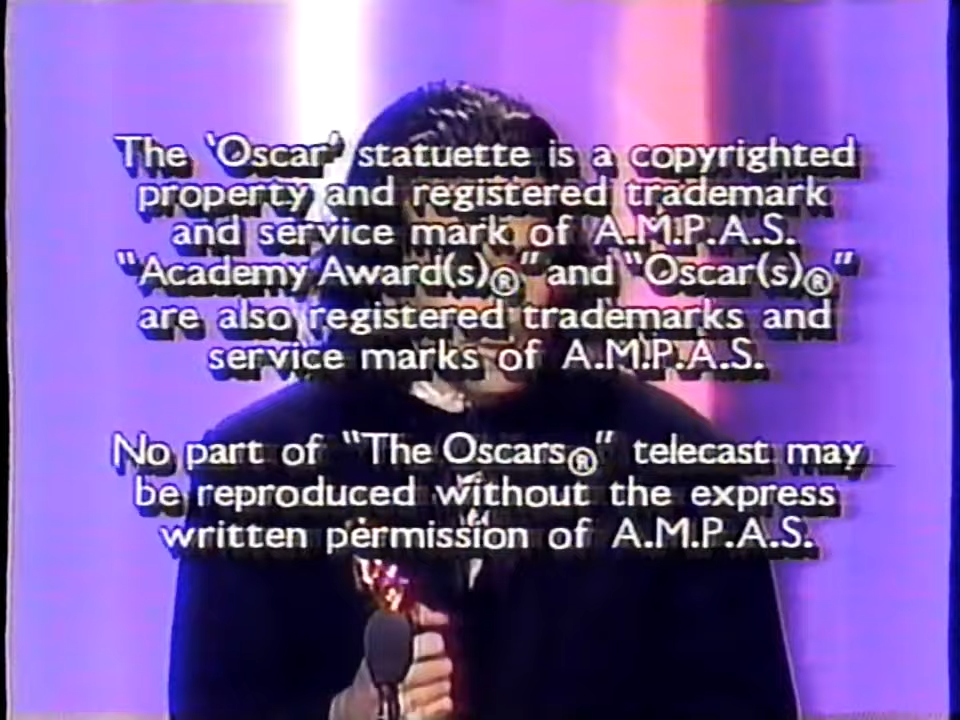 The 'Oscar' statuette is a copyrighted
property and registered trademark
and service mark of A.M.P.A.S.
"Academy Award(s)®" and "Oscar(s)®"
are also registered trademarks and
service marks of A.M.P.A.S.
No part of "The Oscars®" telecast may
be reproduced without the express
written permission of A.M.P.A.S.